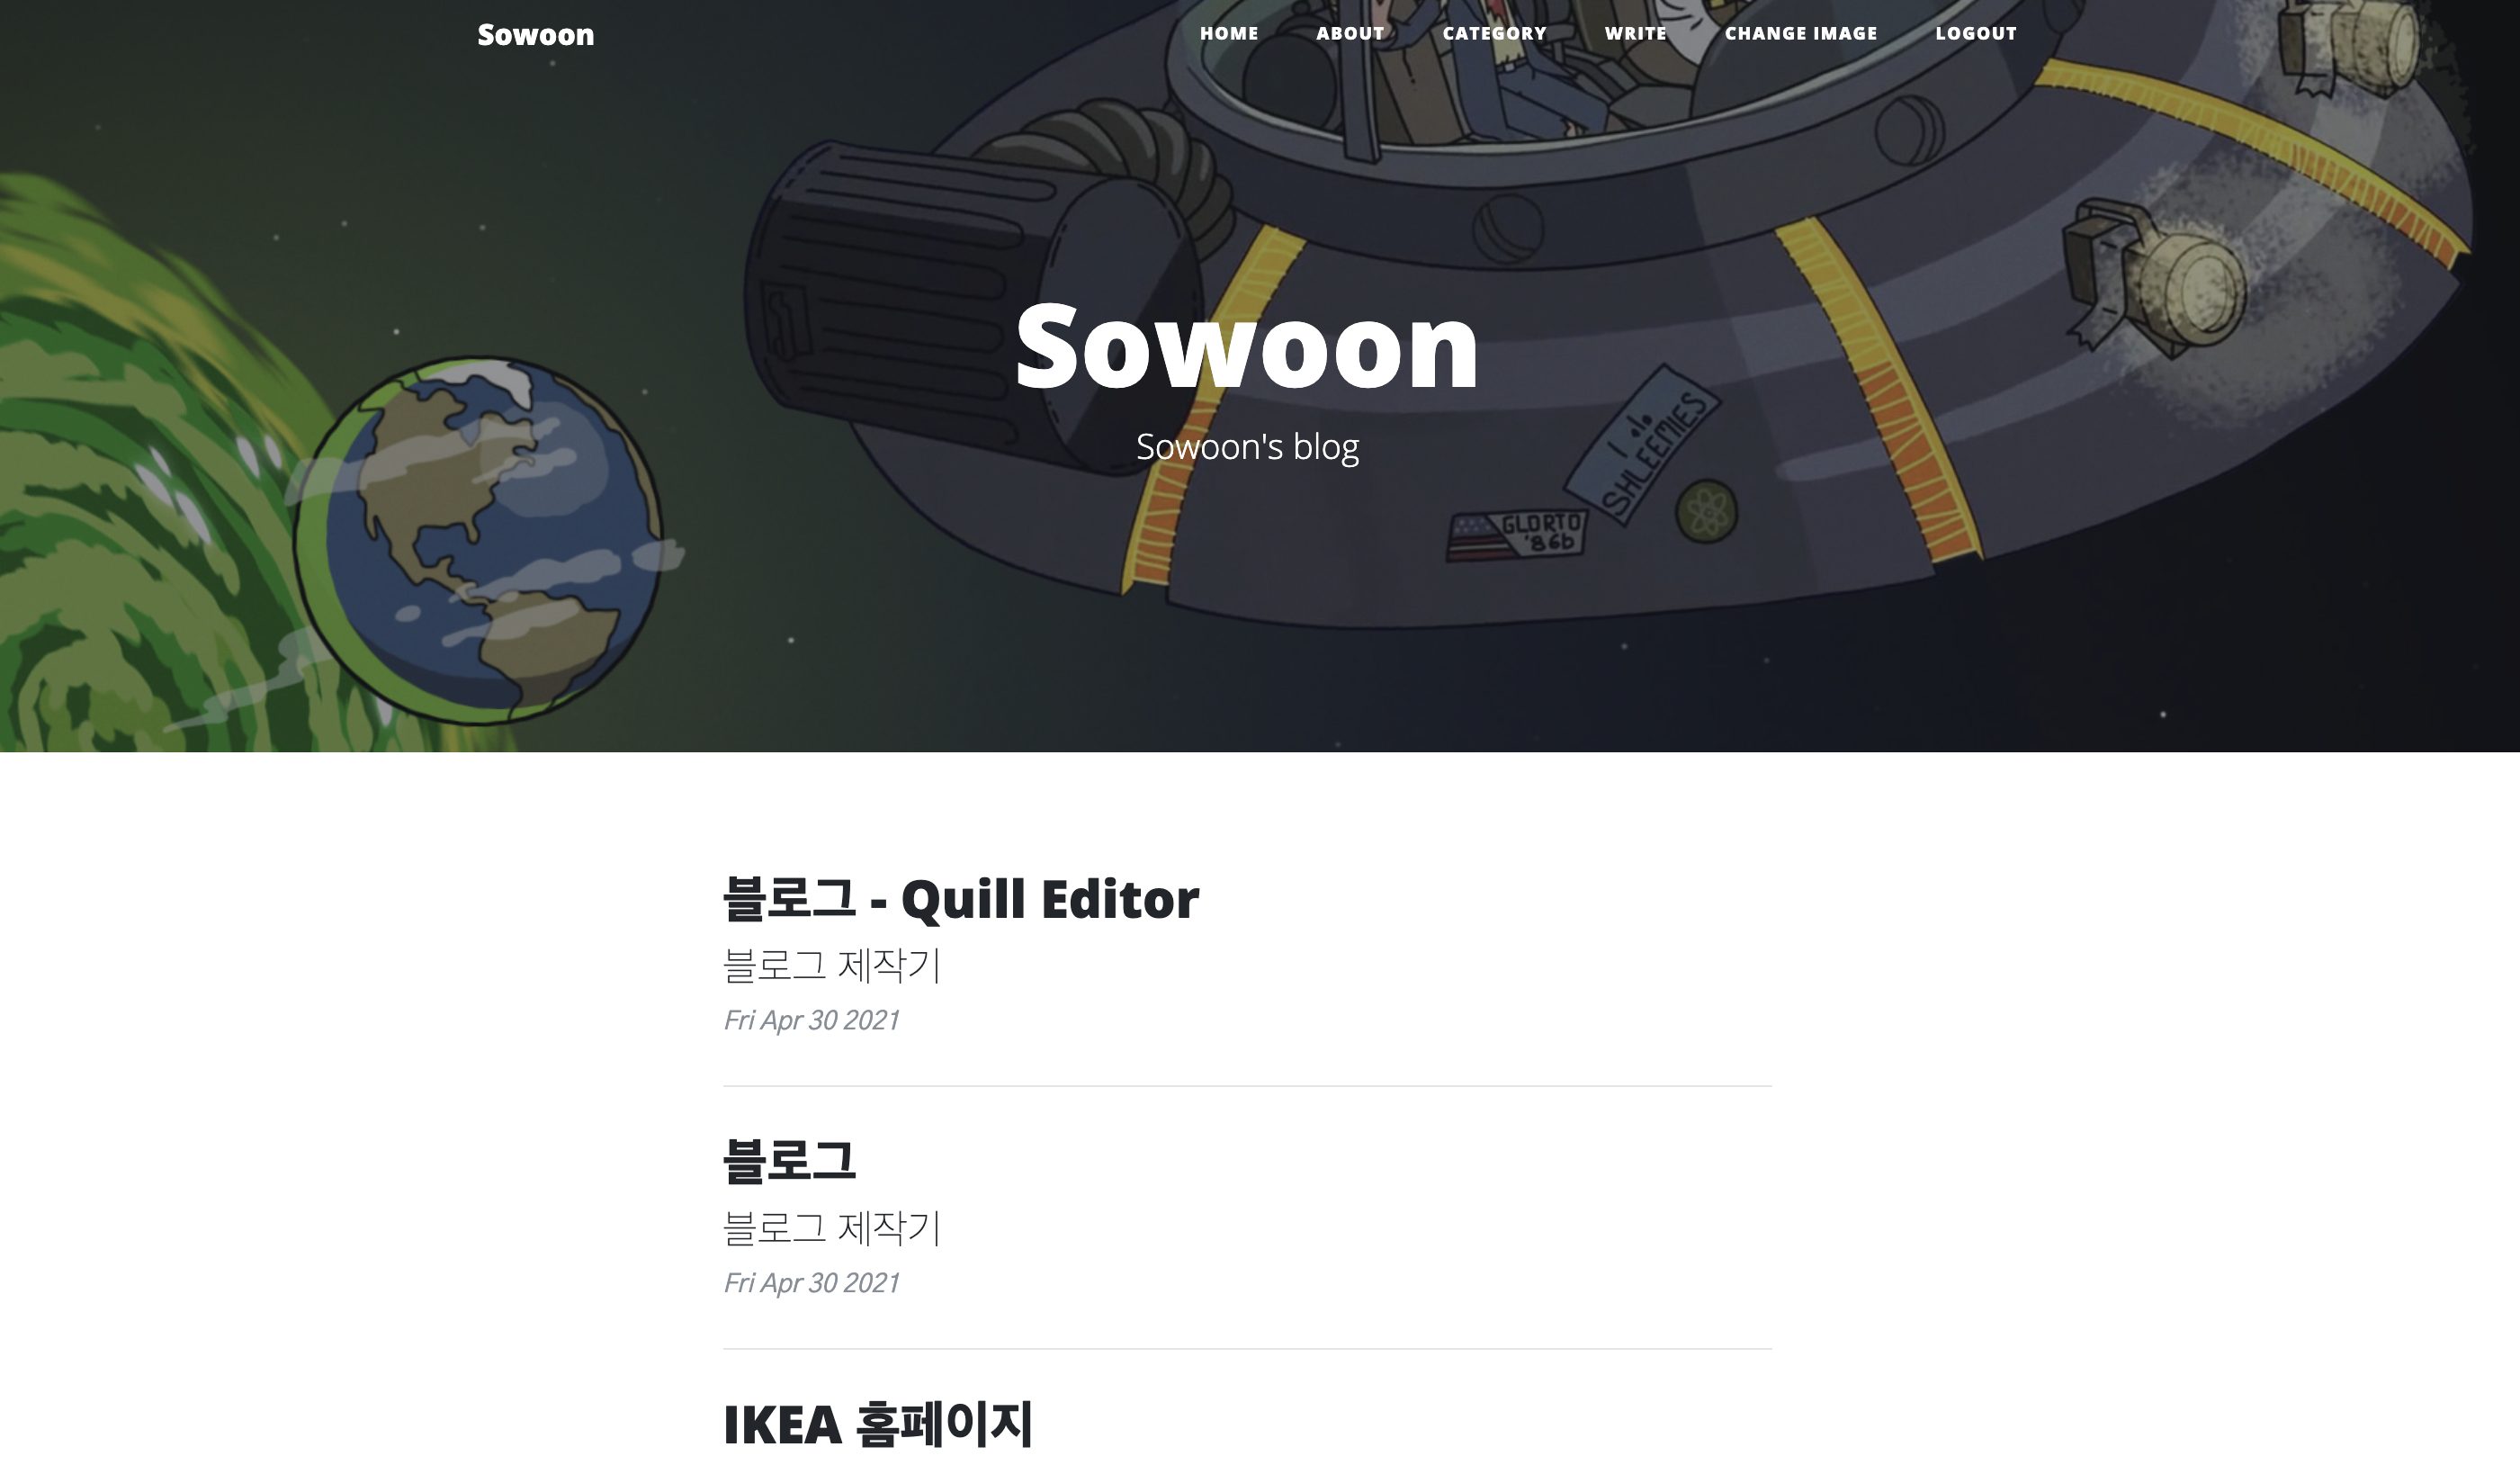 Sowoon
HOME ABOUT CATEGORY WRITE CHANGE IMAGE LOGOUT
Sowoon
Sowoon's blog
I do
SHLEEMIES
GLORTO
'86b
블로그 - Quill Editor
블로그 제작기
Fri Apr 30 2021
블로그
블로그 제작기
Fri Apr 30 2021
IKEA 홈페이지